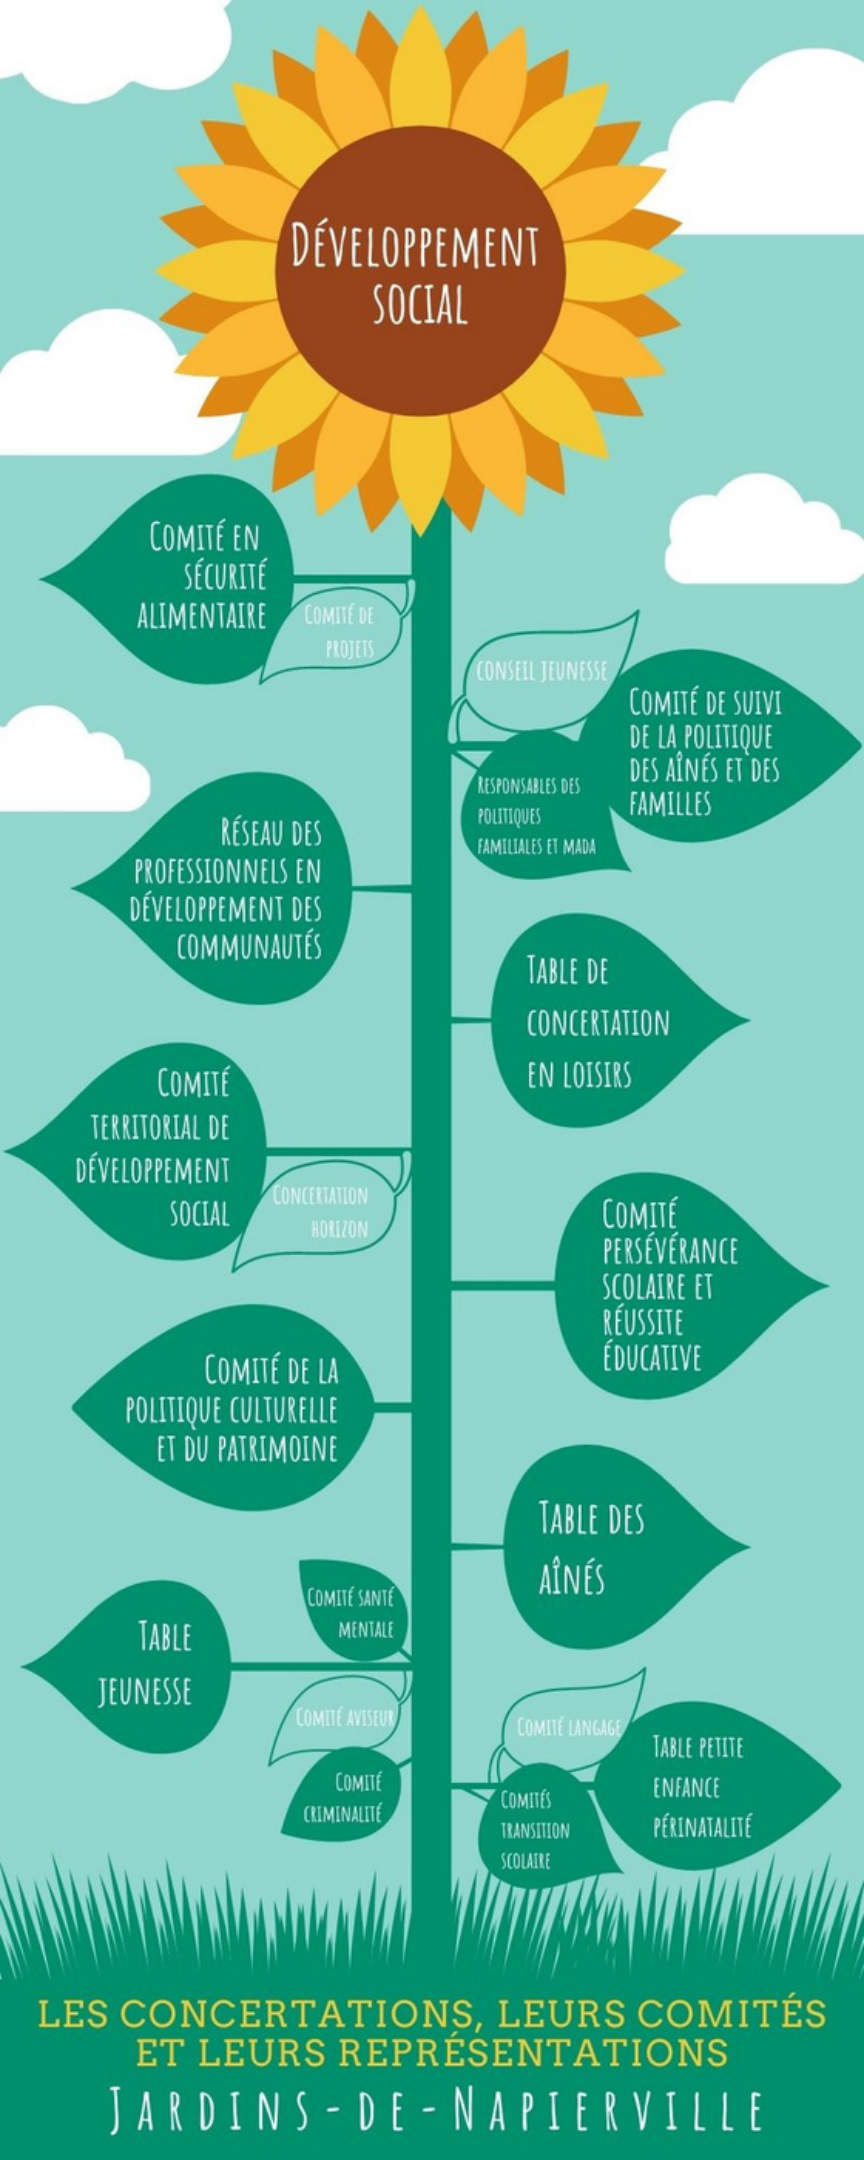 DÉVELOPPEMENT
SOCIAL
COMITÉ EN
SÉCURITÉ
ALIMENTAIRE
COMITÉ DE
PROJETS
CONSEIL JEUNESSE
COMITÉ DE SUIVI
DE LA POLITIQUE
DES AÎNÉS ET DES
FAMILLES
RESPONSABLES DES
POLITIQUES
FAMILIALES ET MADA
RÉSEAU DES
PROFESSIONNELS EN
DÉVELOPPEMENT DES
COMMUNAUTÉS
TABLE DE
CONCERTATION
EN LOISIRS
COMITÉ
TERRITORIAL DE
DÉVELOPPEMENT
SOCIAL
CONCERTATION
HORIZON
COMITÉ
PERSÉVÉRANCE
SCOLAIRE ET
RÉUSSITE
ÉDUCATIVE
COMITÉ DE LA
POLITIQUE CULTURELLE
ET DU PATRIMOINE
TABLE DES
AÎNÉS
COMITÉ SANTÉ
MENTALE
TABLE
JEUNESSE
COMITÉ AVISEUR
COMITÉ
CRIMINALITÉ
COMITÉ LANGAGE
TABLE PETITE
ENFANCE
PÉRINATALITÉ
COMITÉS
TRANSITION
SCOLAIRE
LES CONCERTATIONS, LEURS COMITÉS
ET LEURS REPRÉSENTATIONS
JARDINS-DE-NAPIERVILLE